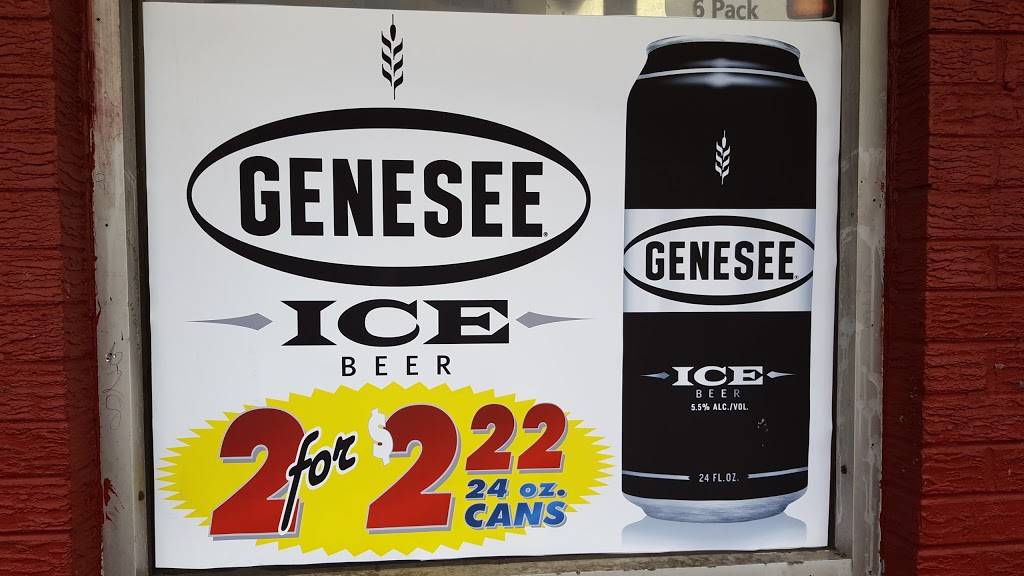 6 Pack
GENESEE
ICE
BEER
2 for $2.22
24 oz.
CANS
GENESEE
ICE
BEER
5.5% ALC./VOL.
24 FL.OZ.